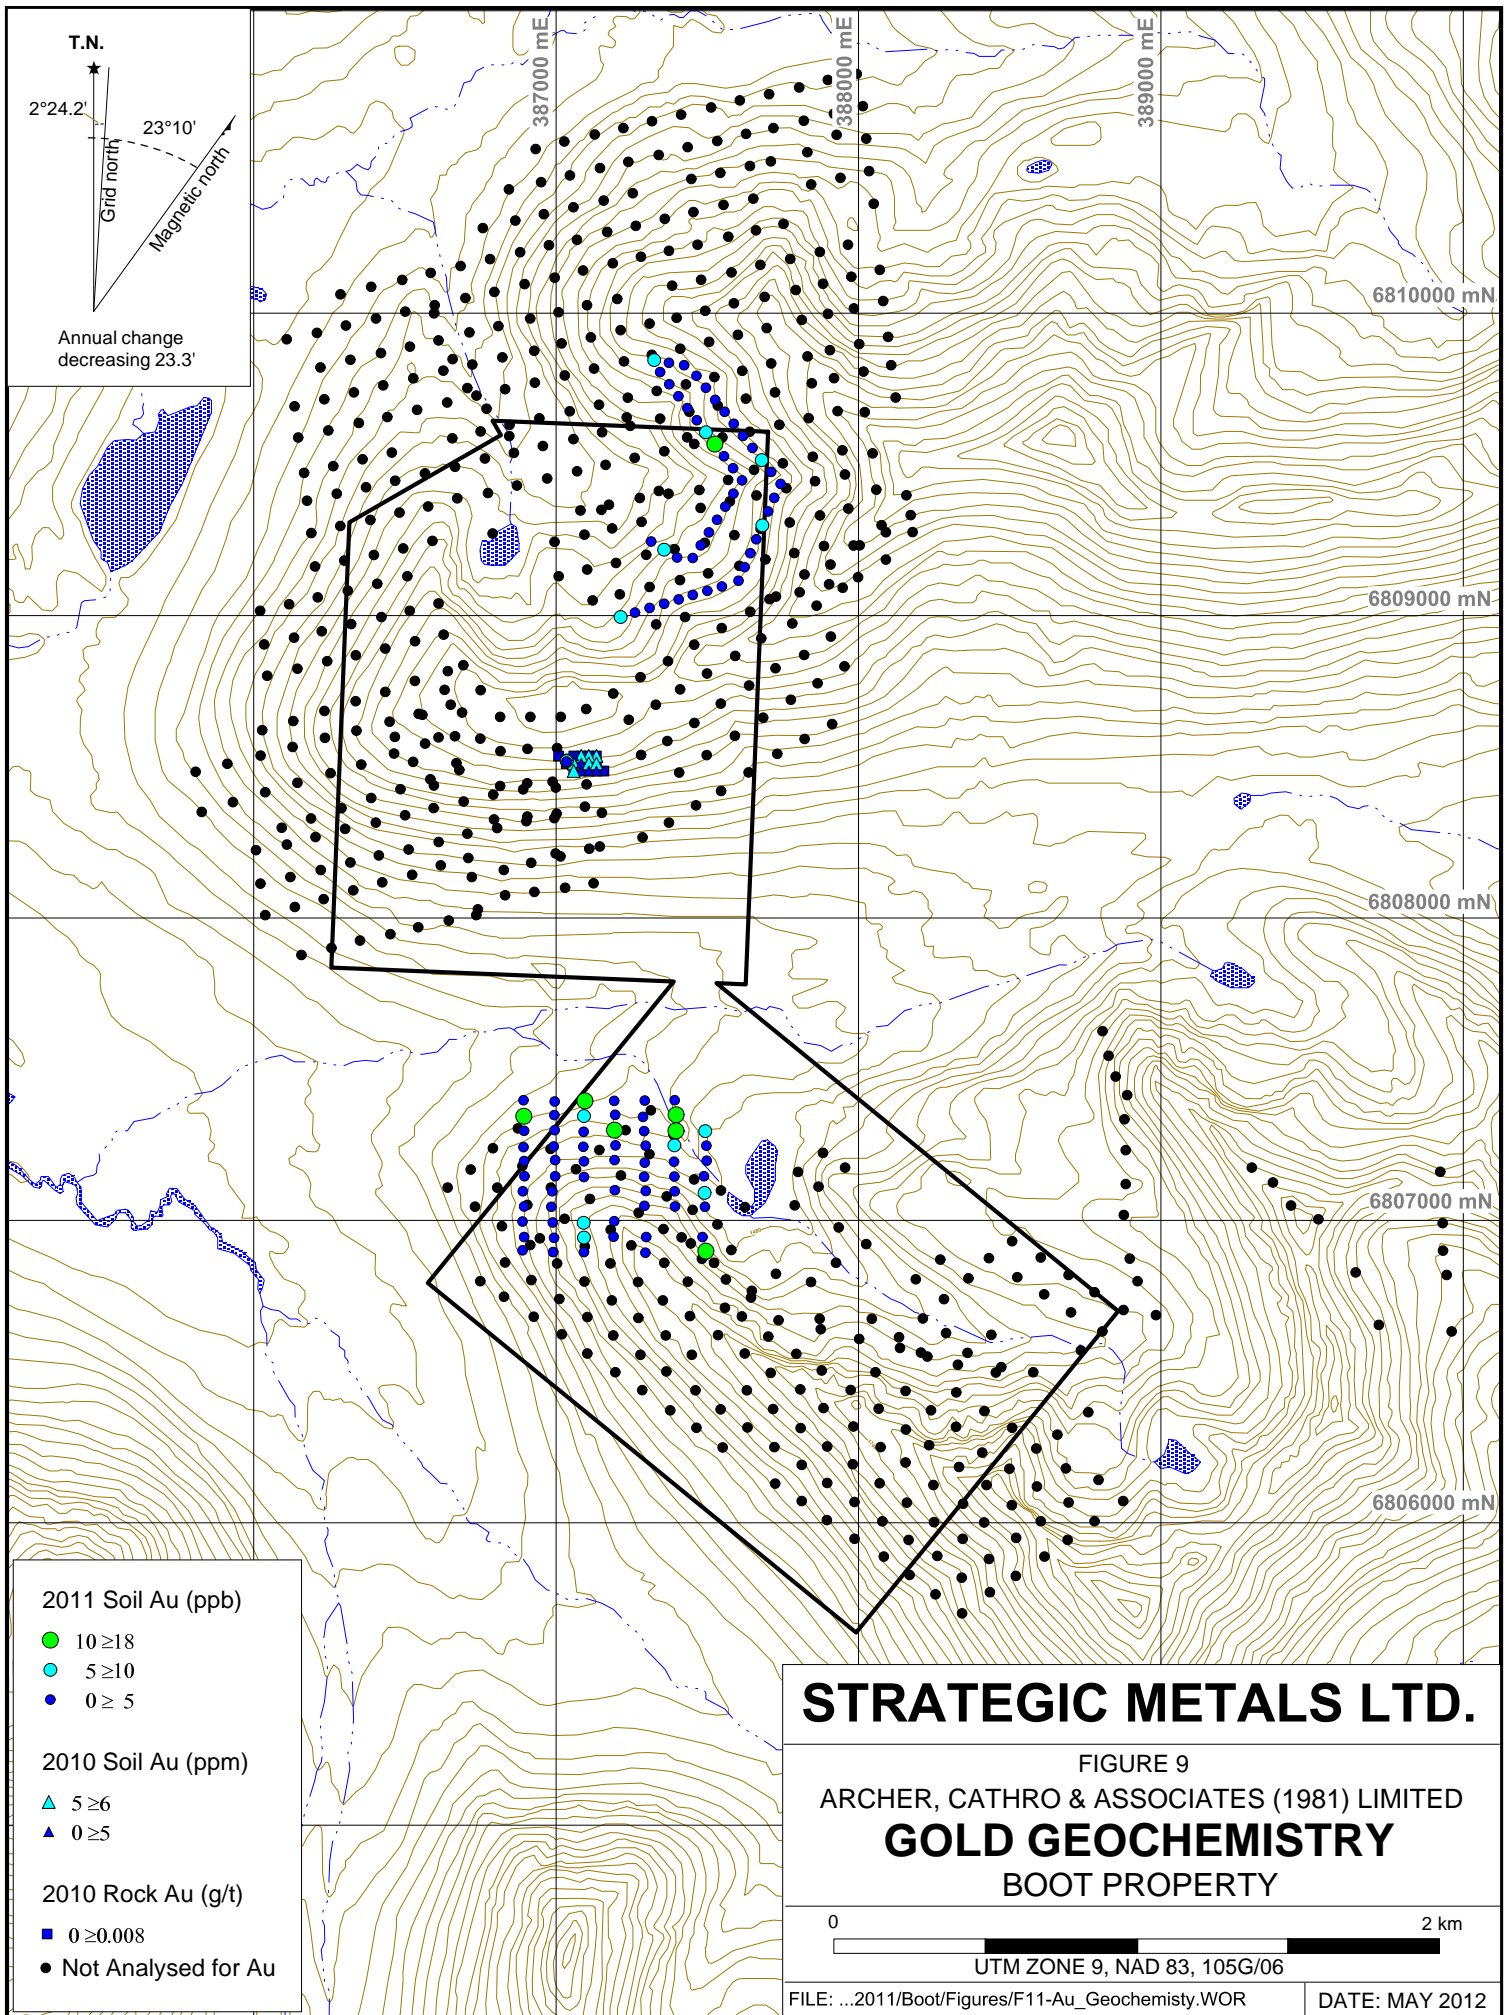 T.N.
2°24.2'
23°10'
Grid north
Magnetic north
Annual change
decreasing 23.3'
387000 mE
388000 mE
389000 mE
6810000 mN
6809000 mN
6808000 mN
6807000 mN
6806000 mN
2011 Soil Au (ppb)
10 ≥18
5 ≥10
0 ≥ 5
2010 Soil Au (ppm)
5 ≥6
0 ≥5
2010 Rock Au (g/t)
0 ≥0.008
Not Analysed for Au
STRATEGIC METALS LTD.
FIGURE 9
ARCHER, CATHRO & ASSOCIATES (1981) LIMITED
GOLD GEOCHEMISTRY
BOOT PROPERTY
0 2 km
UTM ZONE 9, NAD 83, 105G/06
FILE: ...2011/Boot/Figures/F11-Au_Geochemisty.WOR
DATE: MAY 2012